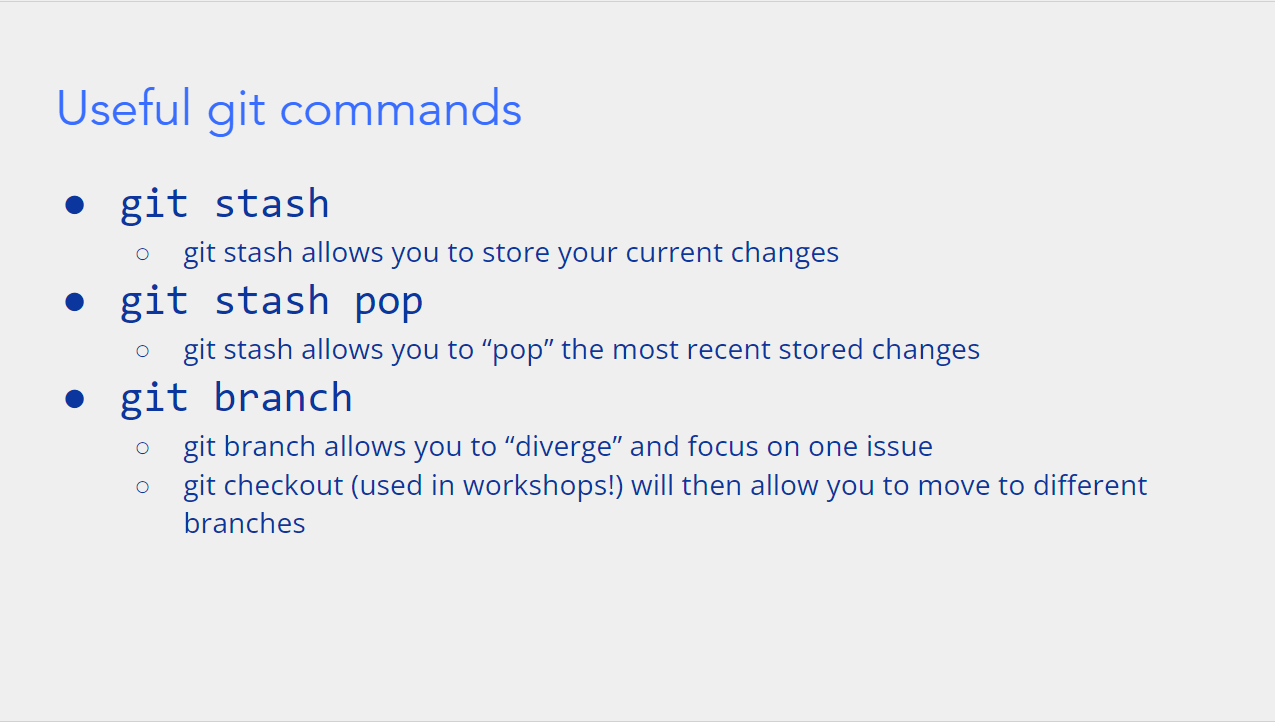 Useful git commands
● git stash
○ git stash allows you to store your current changes
● git stash pop
○ git stash allows you to “pop” the most recent stored changes
● git branch
○ git branch allows you to “diverge” and focus on one issue
○ git checkout (used in workshops!) will then allow you to move to different
branches